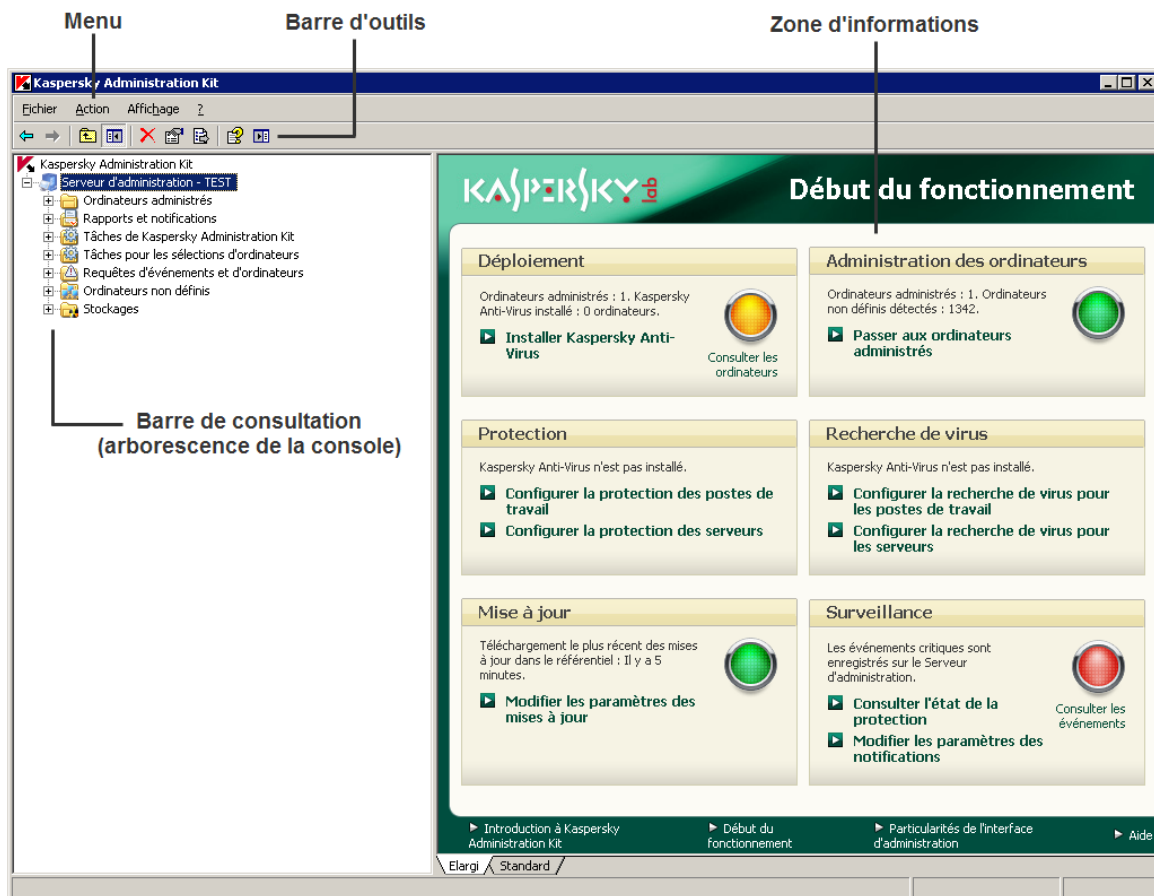 Menu
Barre d'outils
Zone d'informations
Kaspersky Administration Kit
Fichier Action Affichage ?
Kaspersky Administration Kit
Serveur d'administration - TEST
Ordinateurs administrés
Rapports et notifications
Tâches de Kaspersky Administration Kit
Tâches pour les sélections d'ordinateurs
Requêtes d'événements et d'ordinateurs
Ordinateurs non définis
Stockages
Barre de consultation
(arborescence de la console)
KASPERSKY lab
Début du fonctionnement
Déploiement
Ordinateurs administrés : 1. Kaspersky
Anti-Virus installé : 0 ordinateurs.
Installer Kaspersky Anti-
Virus
Consulter les
ordinateurs
Administration des ordinateurs
Ordinateurs administrés : 1. Ordinateurs
non définis détectés : 1342.
Passer aux ordinateurs
administrés
Protection
Kaspersky Anti-Virus n'est pas installé.
Configurer la protection des postes de
travail
Configurer la protection des serveurs
Recherche de virus
Kaspersky Anti-Virus n'est pas installé.
Configurer la recherche de virus pour
les postes de travail
Configurer la recherche de virus pour
les serveurs
Mise à jour
Téléchargement le plus récent des mises
à jour dans le référentiel : Il y a 5
minutes.
Modifier les paramètres des
mises à jour
Surveillance
Les événements critiques sont
enregistrés sur le Serveur
d'administration.
Consulter l'état de la
protection
Modifier les paramètres des
notifications
Consulter les
événements
Introduction à Kaspersky
Administration Kit
Début du
fonctionnement
Particularités de l'interface
d'administration
Aide
Elargi Standard